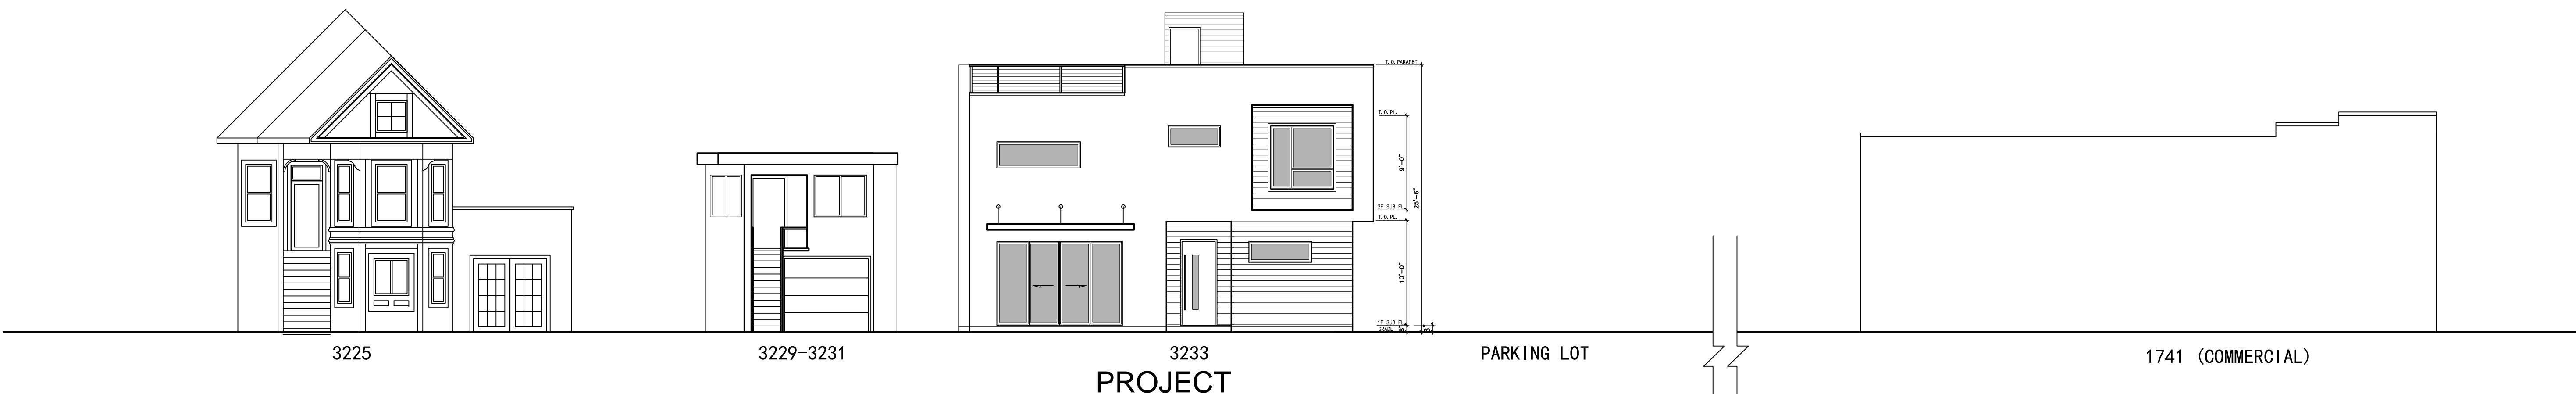 T.O.PARAPET
T.O.PL.
9'-0"
25'-6"
2F SUB FL.
T.O.PL.
10'-0"
1F SUB FL.
GRADE
3225
3229-3231
3233
PARKING LOT
1741 (COMMERCIAL)
PROJECT